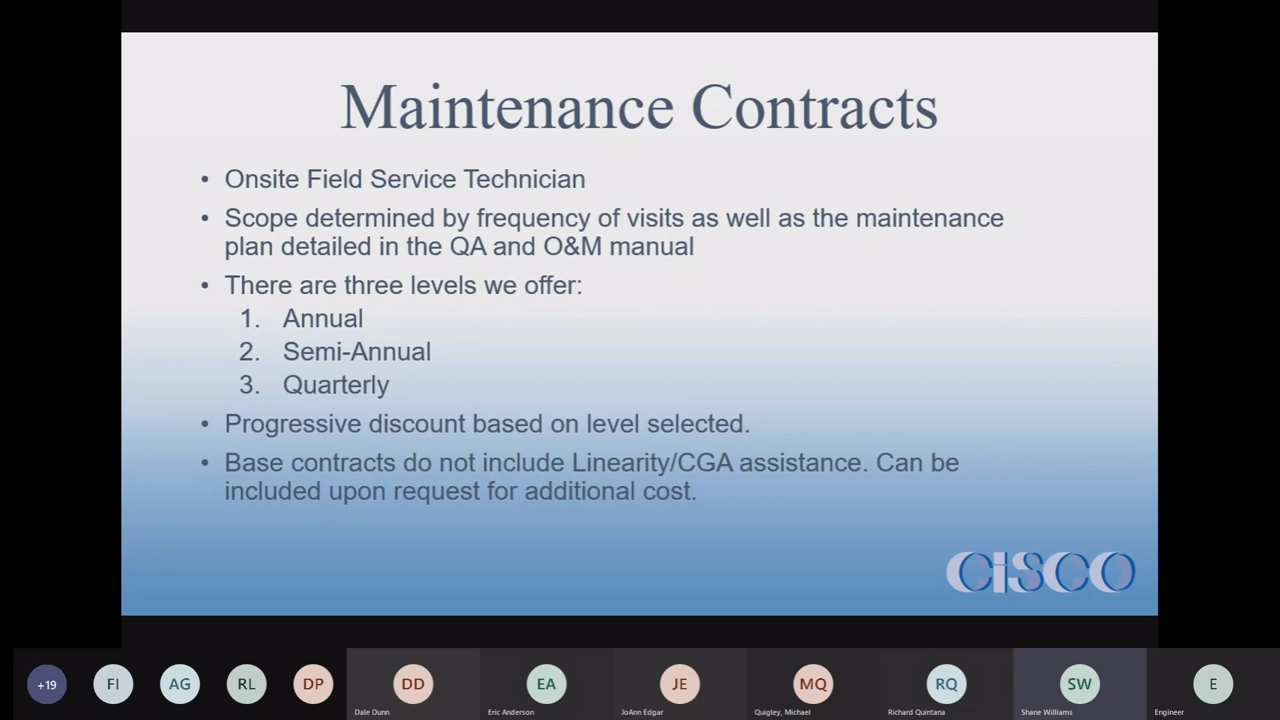 Maintenance Contracts
• Onsite Field Service Technician
• Scope determined by frequency of visits as well as the maintenance
plan detailed in the QA and O&M manual
• There are three levels we offer:
1. Annual
2. Semi-Annual
3. Quarterly
• Progressive discount based on level selected.
• Base contracts do not include Linearity/CGA assistance. Can be
included upon request for additional cost.
CiSCO
+19 FI AG RL DP DD EA JE MQ RQ SW E
Dale Dunn Eric Anderson JoAnn Edgar Quigley, Michael Richard Quintana Shane Williams Engineer